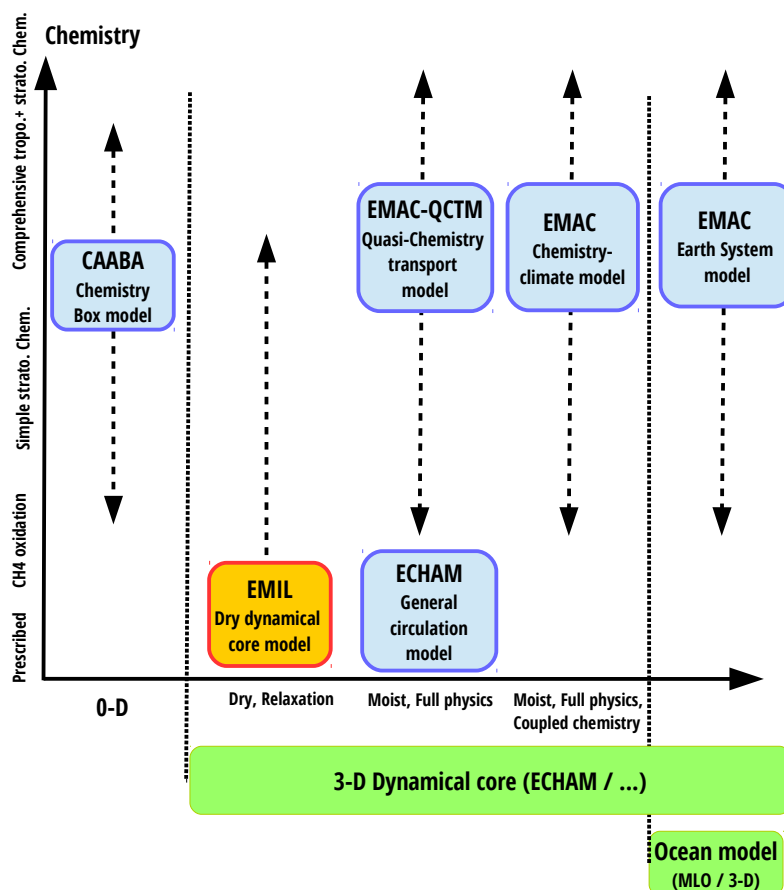 Chemistry
Comprehensive tropo.+ strato. Chem.
Simple strato. Chem.
CH4 oxidation
Prescribed
CAABA
Chemistry
Box model
EMAC-QCTM
Quasi-Chemistry
transport
model
EMAC
Chemistry-
climate model
EMAC
Earth System
model
EMIL
Dry dynamical
core model
ECHAM
General
circulation
model
0-D
Dry, Relaxation
Moist, Full physics
Moist, Full physics,
Coupled chemistry
3-D Dynamical core (ECHAM / ...)
Ocean model
(MLO / 3-D)